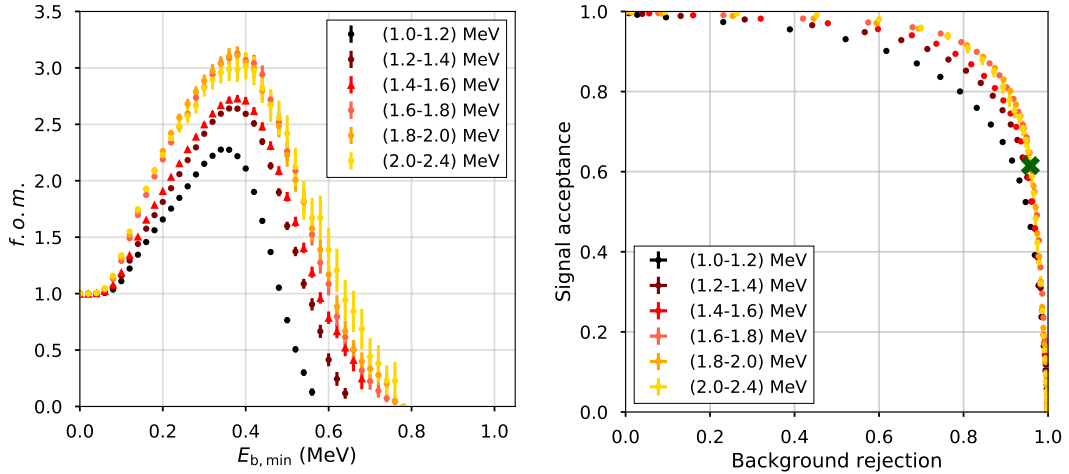 f.o.m.
3.5
3.0
2.5
2.0
1.5
1.0
0.5
0.0
0.0 0.2 0.4 0.6 0.8 1.0
E_b,min (MeV)
(1.0-1.2) MeV
(1.2-1.4) MeV
(1.4-1.6) MeV
(1.6-1.8) MeV
(1.8-2.0) MeV
(2.0-2.4) MeV
Signal acceptance
1.0
0.8
0.6
0.4
0.2
0.0
0.0 0.2 0.4 0.6 0.8 1.0
Background rejection
(1.0-1.2) MeV
(1.2-1.4) MeV
(1.4-1.6) MeV
(1.6-1.8) MeV
(1.8-2.0) MeV
(2.0-2.4) MeV